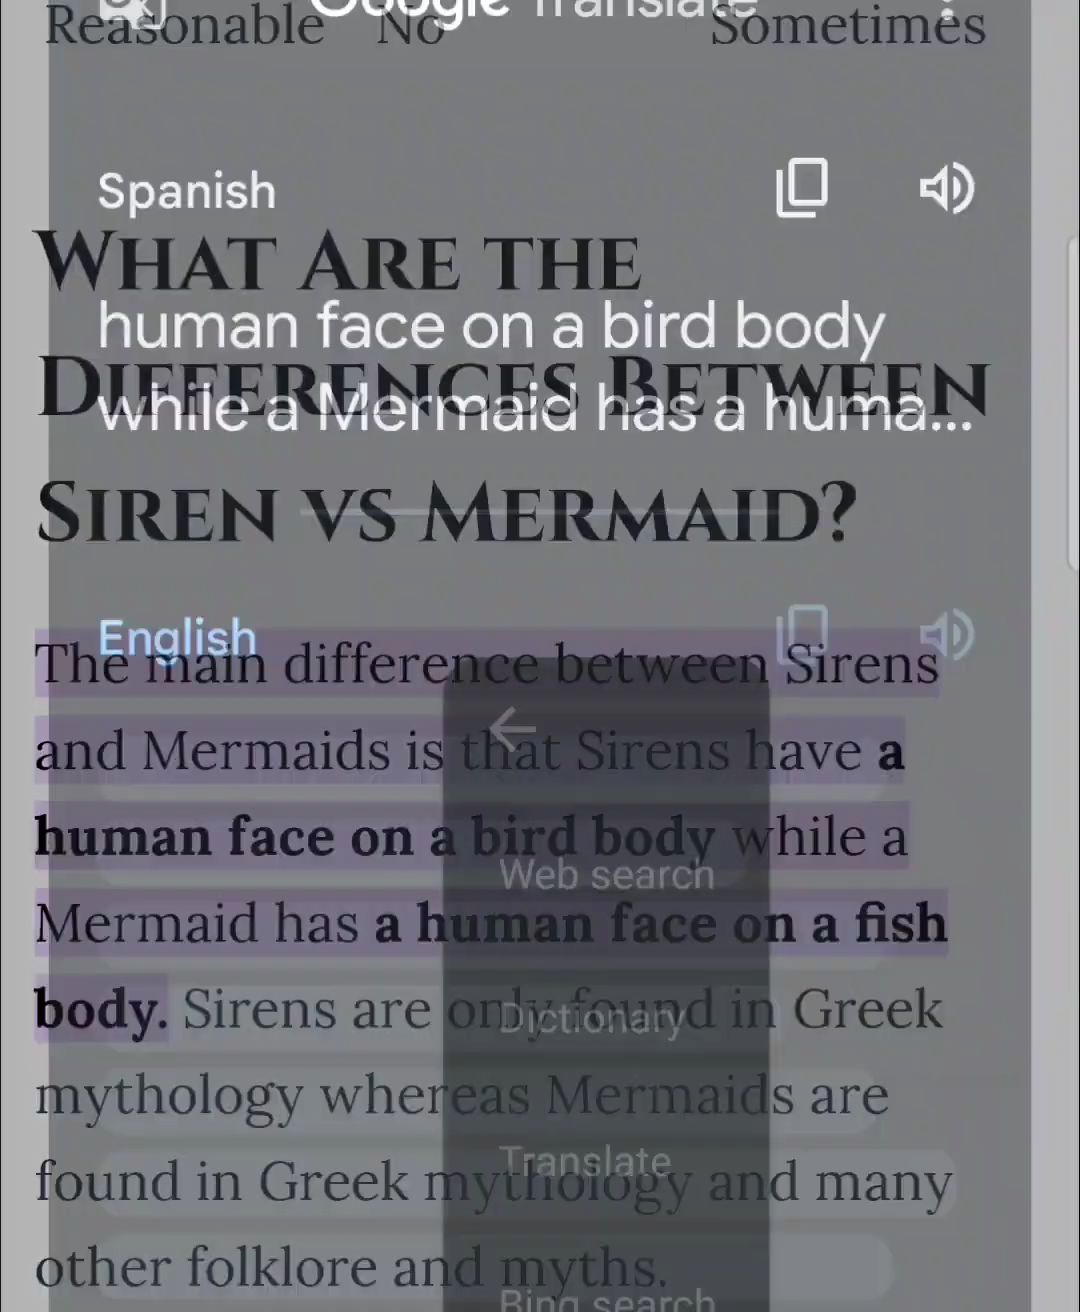 Google Translate
Reasonable No Sometimes
Spanish
WHAT ARE THE
human face on a bird body
DIFFERENCES BETWEEN
while a Mermaid has a huma...
SIREN VS MERMAID?
English
The main difference between Sirens
and Mermaids is that Sirens have a
human face on a bird body while a
Web search
Mermaid has a human face on a fish
body. Sirens are only found in Greek
Dictionary
mythology whereas Mermaids are
Translate
found in Greek mythology and many
other folklore and myths.
Bing search